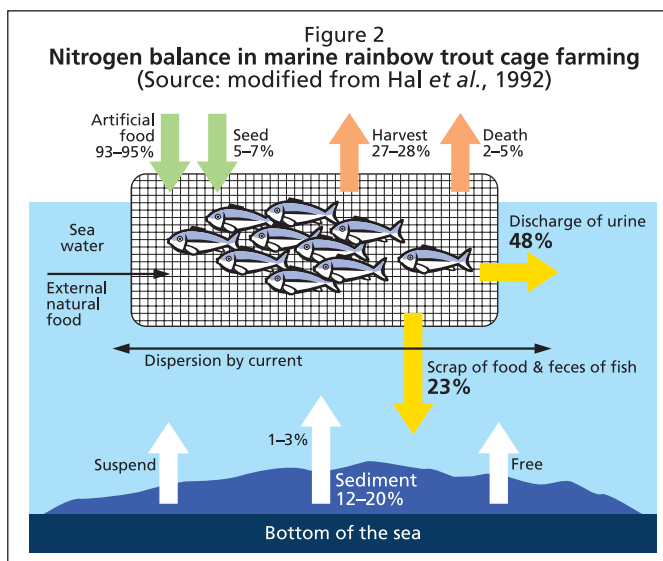 Figure 2
Nitrogen balance in marine rainbow trout cage farming
(Source: modified from Hal et al., 1992)
Artificial
food
93–95%
Seed
5–7%
Harvest
27–28%
Death
2–5%
Sea
water
External
natural
food
Discharge of urine
48%
Dispersion by current
Scrap of food & feces of fish
23%
Suspend
1–3%
Free
Sediment
12–20%
Bottom of the sea